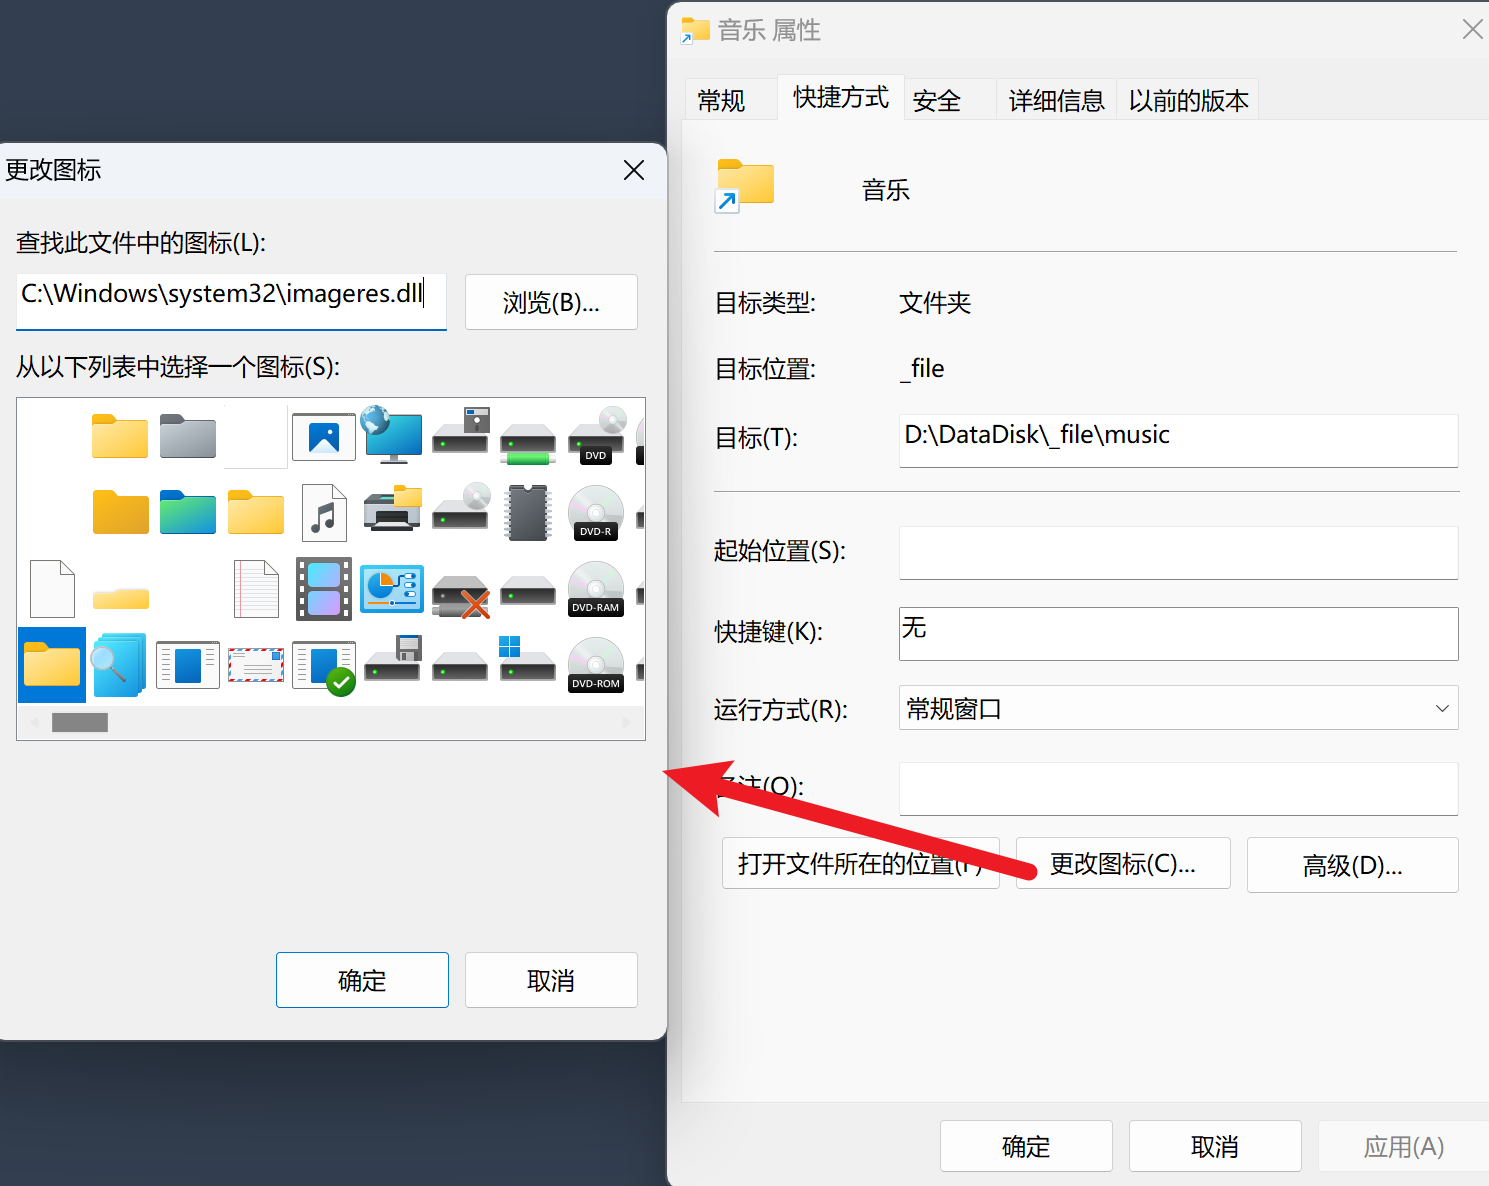 音乐 属性
常规
快捷方式
安全
详细信息
以前的版本
音乐
目标类型:
文件夹
目标位置:
_file
目标(T):
D:\DataDisk\_file\music
起始位置(S):
快捷键(K):
无
运行方式(R):
常规窗口
注(O):
打开文件所在的位置(F)
更改图标(C)...
高级(D)...
确定
取消
应用(A)
更改图标
查找此文件中的图标(L):
C:\Windows\system32\imageres.dll
浏览(B)...
从以下列表中选择一个图标(S):
DVD
DVD-R
DVD-RAM
DVD-ROM
确定
取消